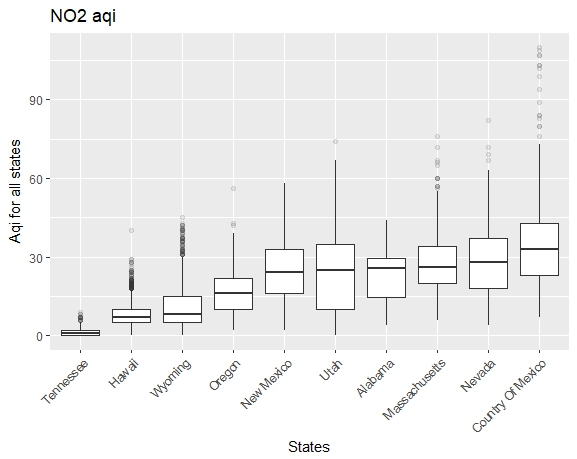 NO2 aqi
Aqi for all states
90
60
30
0
Tennessee
Hawaii
Wyoming
Oregon
New Mexico
Utah
Alabama
Massachusetts
Nevada
Country Of Mexico
States